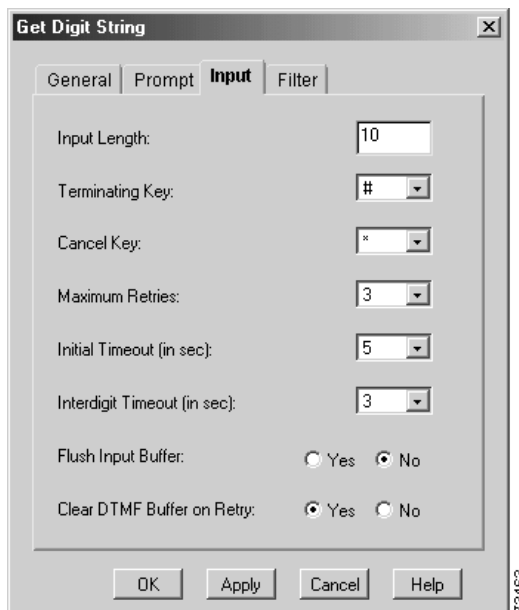 Get Digit String
General Prompt Input Filter
Input Length: 10
Terminating Key: #
Cancel Key: *
Maximum Retries: 3
Initial Timeout (in sec): 5
Interdigit Timeout (in sec): 3
Flush Input Buffer: Yes No
Clear DTMF Buffer on Retry: Yes No
OK Apply Cancel Help